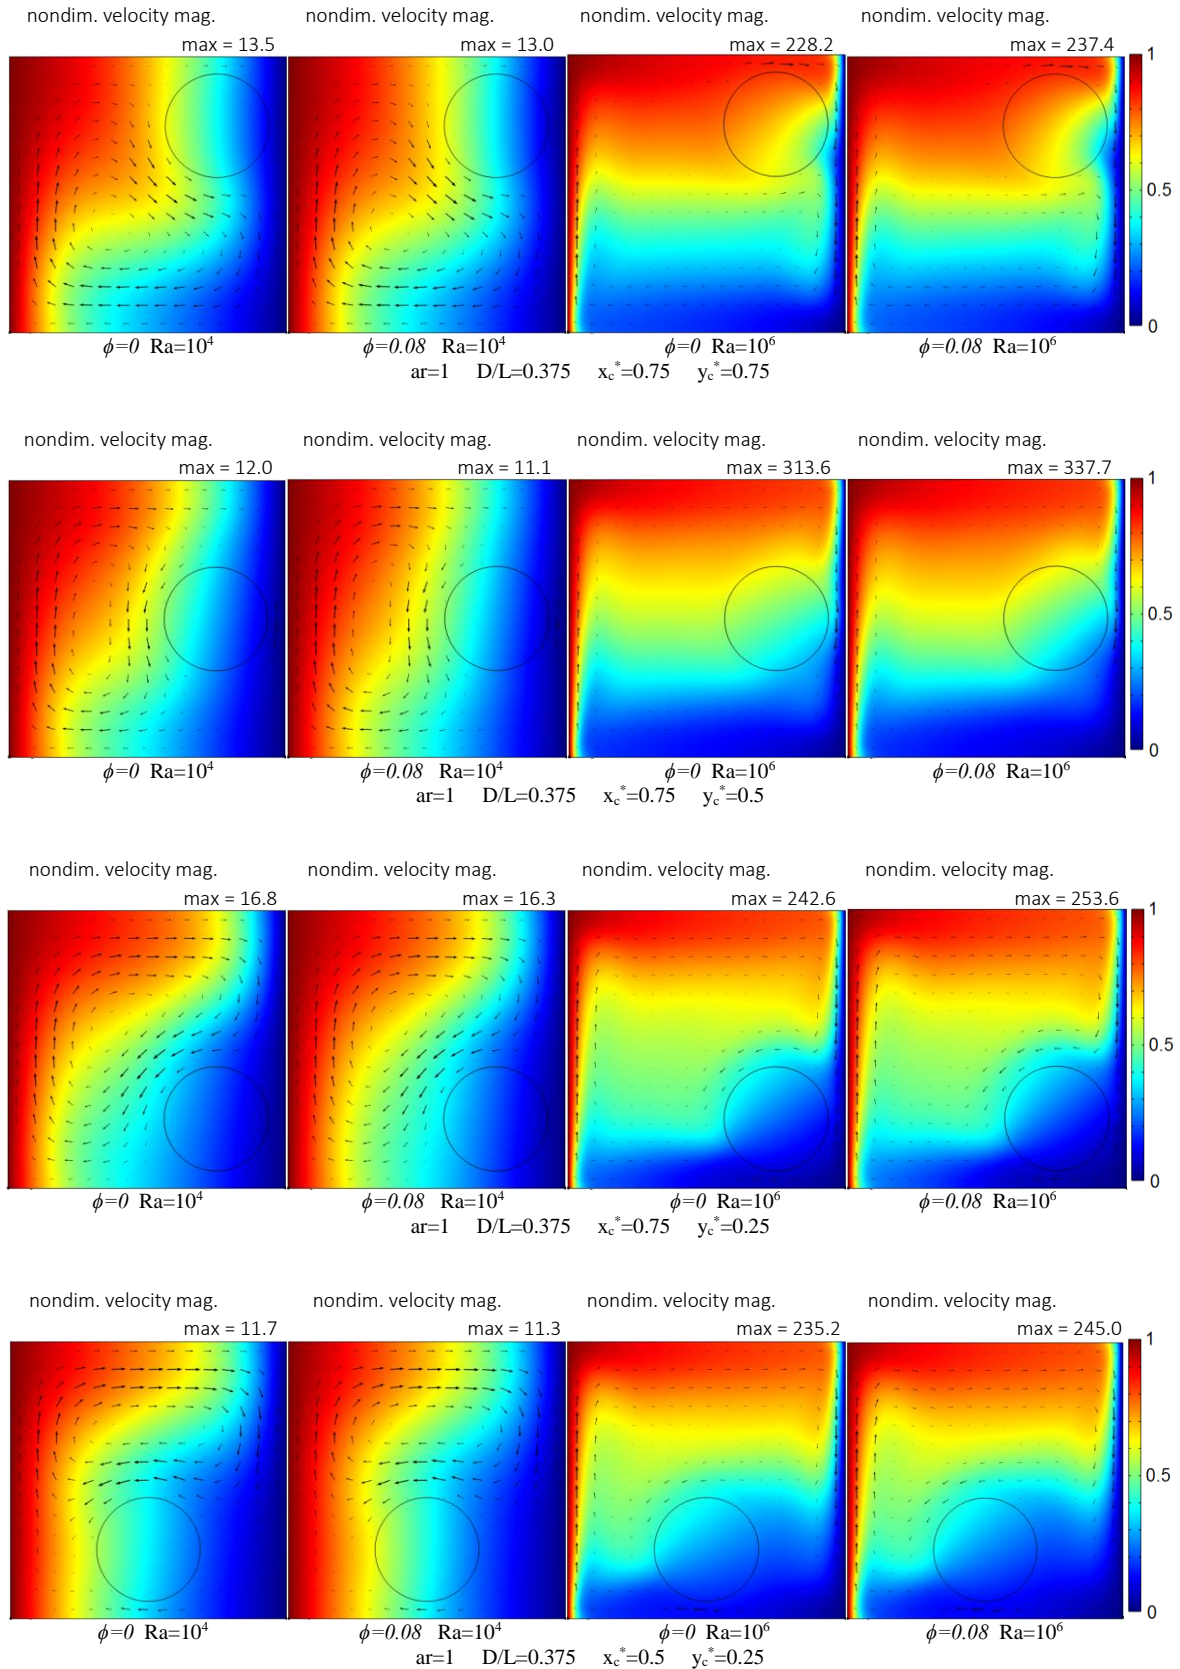 nondim. velocity mag. nondim. velocity mag. nondim. velocity mag. nondim. velocity mag.
max = 13.5 max = 13.0 max = 228.2 max = 237.4
1
0.5
0
ϕ=0 Ra=10⁴ ϕ=0.08 Ra=10⁴ ϕ=0 Ra=10⁶ ϕ=0.08 Ra=10⁶
ar=1 D/L=0.375 x_c*=0.75 y_c*=0.75
nondim. velocity mag. nondim. velocity mag. nondim. velocity mag. nondim. velocity mag.
max = 12.0 max = 11.1 max = 313.6 max = 337.7
1
0.5
0
ϕ=0 Ra=10⁴ ϕ=0.08 Ra=10⁴ ϕ=0 Ra=10⁶ ϕ=0.08 Ra=10⁶
ar=1 D/L=0.375 x_c*=0.75 y_c*=0.5
nondim. velocity mag. nondim. velocity mag. nondim. velocity mag. nondim. velocity mag.
max = 16.8 max = 16.3 max = 242.6 max = 253.6
1
0.5
0
ϕ=0 Ra=10⁴ ϕ=0.08 Ra=10⁴ ϕ=0 Ra=10⁶ ϕ=0.08 Ra=10⁶
ar=1 D/L=0.375 x_c*=0.75 y_c*=0.25
nondim. velocity mag. nondim. velocity mag. nondim. velocity mag. nondim. velocity mag.
max = 11.7 max = 11.3 max = 235.2 max = 245.0
1
0.5
0
ϕ=0 Ra=10⁴ ϕ=0.08 Ra=10⁴ ϕ=0 Ra=10⁶ ϕ=0.08 Ra=10⁶
ar=1 D/L=0.375 x_c*=0.5 y_c*=0.25